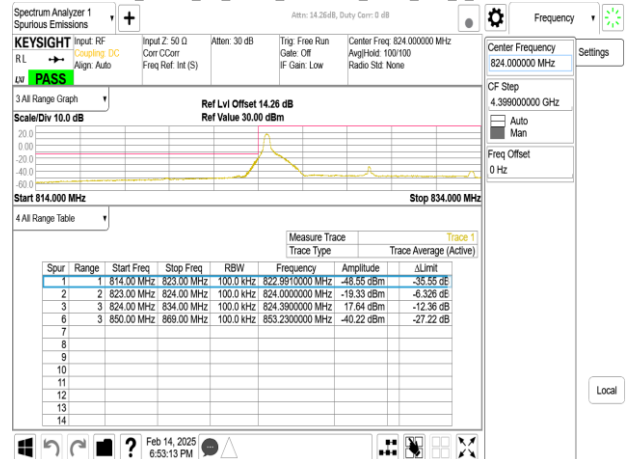 Spectrum Analyzer 1
Spurious Emissions
Attn: 14.26dB, Duty Corr: 0 dB
Frequency
KEYSIGHT
Input: RF
Input Z: 50 Ω
Atten: 30 dB
Trig: Free Run
Center Freq: 824.000000 MHz
RL
Coupling: DC
Corr CCorr
Gate: Off
Avg|Hold: 100/100
Align: Auto
Freq Ref: Int (S)
IF Gain: Low
Radio Std: None
LXI
PASS
Center Frequency
824.000000 MHz
Settings
CF Step
4.399000000 GHz
Auto
Man
Freq Offset
0 Hz
3 All Range Graph
Ref Lvl Offset 14.26 dB
Scale/Div 10.0 dB
Ref Value 30.00 dBm
20.0
0.00
-20.0
-40.0
-60.0
Start 814.000 MHz
Stop 834.000 MHz
4 All Range Table
Measure Trace
Trace 1
Trace Type
Trace Average (Active)
Spur Range Start Freq Stop Freq RBW Frequency Amplitude ΔLimit
1 1 814.00 MHz 823.00 MHz 100.0 kHz 822.9910000 MHz -48.55 dBm -35.55 dB
2 2 823.00 MHz 824.00 MHz 100.0 kHz 824.0000000 MHz -19.33 dBm -6.326 dB
3 3 824.00 MHz 834.00 MHz 100.0 kHz 824.3900000 MHz 17.64 dBm -12.36 dB
6 3 850.00 MHz 869.00 MHz 100.0 kHz 853.2300000 MHz -40.22 dBm -27.22 dB
7
8
9
10
11
12
13
14
Local
?
Feb 14, 2025
6:53:13 PM